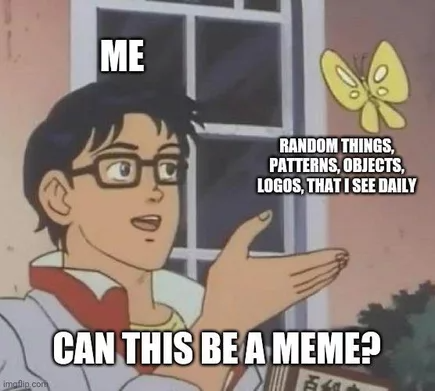 ME
RANDOM THINGS,
PATTERNS, OBJECTS,
LOGOS, THAT I SEE DAILY
CAN THIS BE A MEME?
imgflip.com